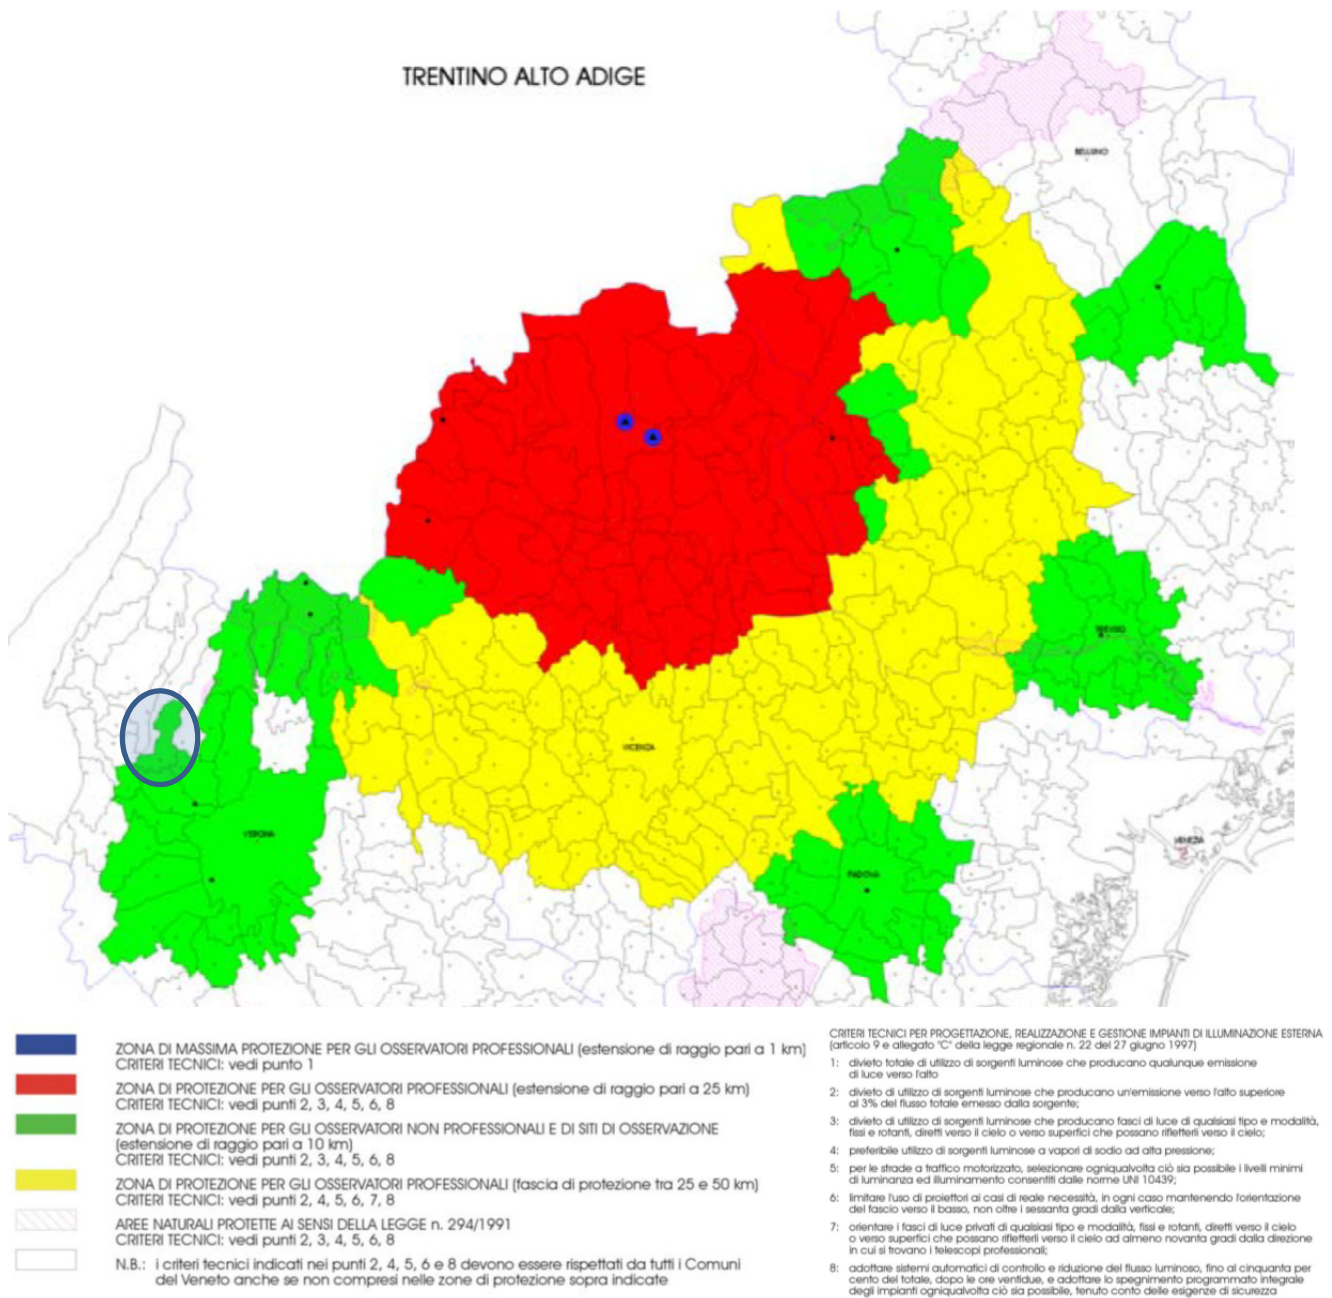 TRENTINO ALTO ADIGE
BELLUNO
TREVISO
VICENZA
VERONA
VENEZIA
PADOVA
ZONA DI MASSIMA PROTEZIONE PER GLI OSSERVATORI PROFESSIONALI (estensione di raggio pari a 1 km)
CRITERI TECNICI: vedi punto 1
ZONA DI PROTEZIONE PER GLI OSSERVATORI PROFESSIONALI (estensione di raggio pari a 25 km)
CRITERI TECNICI: vedi punti 2, 3, 4, 5, 6, 8
ZONA DI PROTEZIONE PER GLI OSSERVATORI NON PROFESSIONALI E DI SITI DI OSSERVAZIONE
(estensione di raggio pari a 10 km)
CRITERI TECNICI: vedi punti 2, 3, 4, 5, 6, 8
ZONA DI PROTEZIONE PER GLI OSSERVATORI PROFESSIONALI (fascia di protezione tra 25 e 50 km)
CRITERI TECNICI: vedi punti 2, 4, 5, 6, 7, 8
AREE NATURALI PROTETTE AI SENSI DELLA LEGGE n. 294/1991
CRITERI TECNICI: vedi punti 2, 3, 4, 5, 6, 8
N.B.: i criteri tecnici indicati nei punti 2, 4, 5, 6 e 8 devono essere rispettati da tutti i Comuni
del Veneto anche se non compresi nelle zone di protezione sopra indicate
CRITERI TECNICI PER PROGETTAZIONE, REALIZZAZIONE E GESTIONE IMPIANTI DI ILLUMINAZIONE ESTERNA
(articolo 9 e allegato "C" della legge regionale n. 22 del 27 giugno 1997)
1: divieto totale di utilizzo di sorgenti luminose che producano qualunque emissione
di luce verso l'alto
2: divieto di utilizzo di sorgenti luminose che producano un'emissione verso l'alto superiore
al 3% del flusso totale emesso dalla sorgente;
3: divieto di utilizzo di sorgenti luminose che producano fasci di luce di qualsiasi tipo e modalità,
fissi e rotanti, diretti verso il cielo o verso superfici che possano rifletterli verso il cielo;
4: preferibile utilizzo di sorgenti luminose a vapori di sodio ad alta pressione;
5: per le strade a traffico motorizzato, selezionare ogniqualvolta ciò sia possibile i livelli minimi
di luminanza ed illuminamento consentiti dalle norme UNI 10439;
6: limitare l'uso di proiettori ai casi di reale necessità, in ogni caso mantenendo l'orientazione
del fascio verso il basso, non oltre i sessanta gradi dalla verticale;
7: orientare i fasci di luce privati di qualsiasi tipo e modalità, fissi e rotanti, diretti verso il cielo
o verso superfici che possano rifletterli verso il cielo ad almeno novanta gradi dalla direzione
in cui si trovano i telescopi professionali;
8: adottare sistemi automatici di controllo e riduzione del flusso luminoso, fino al cinquanta per
cento del totale, dopo le ore ventidue, e adottare lo spegnimento programmato integrale
degli impianti ogniqualvolta ciò sia possibile, tenuto conto delle esigenze di sicurezza